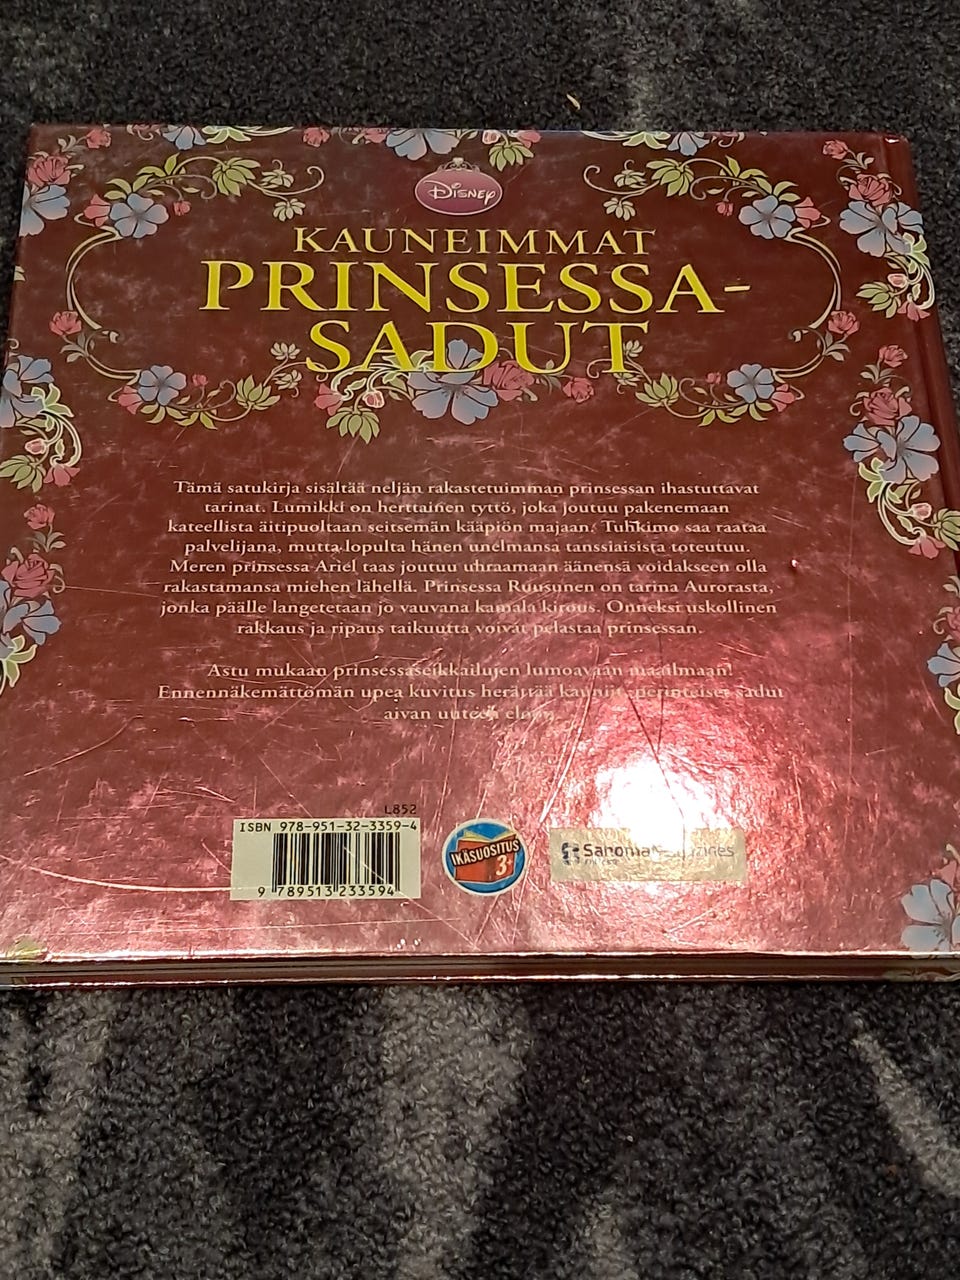 Disney
KAUNEIMMAT
PRINSESSA-
SADUT
Tämä satukirja sisältää neljän rakastetuimman prinsessan ihastuttavat
tarinat. Lumikki on herttainen tyttö, joka joutuu pakenemaan
kateellista äitipuoltaan seitsemän kääpiön majaan. Tuhkimo saa raataa
palvelijana, mutta lopulta hänen unelmansa tanssiaisista toteutuu.
Meren prinsessa Ariel taas joutuu uhraamaan äänensä voidakseen olla
rakastamansa miehen lähellä. Prinsessa Ruusunen on tarina Aurorasta,
jonka päälle langetetaan jo vauvana kamala kirous. Onneksi uskollinen
rakkaus ja ripaus taikuutta voivat pelastaa prinsessan.
Astu mukaan prinsessaseikkailujen lumoavaan maailmaan!
Ennennäkemättömän upea kuvitus herättää kauniit, perinteiset sadut
aivan uuteen eloon.
L852
ISBN 978-951-32-3359-4
9 789513 233594
IKÄSUOSITUS
3+
Sanoma Magazines